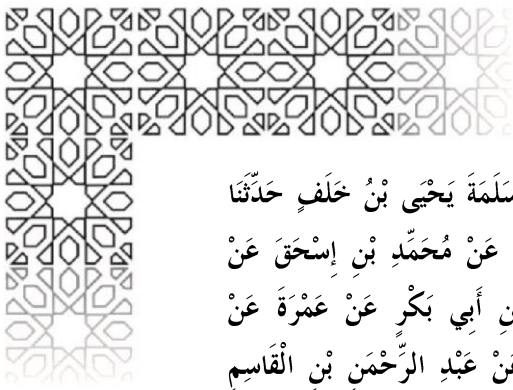 سَلَمَةَ يَحْيَى بْنُ خَلَفٍ حَدَّثَنَا
عَنْ مُحَمَّدِ بْنِ إِسْحَقَ عَنْ
أَبِي بَكْرٍ عَنْ عَمْرَةَ عَنْ
عَبْدِ الرَّحْمَنِ بْنِ الْقَاسِمِ